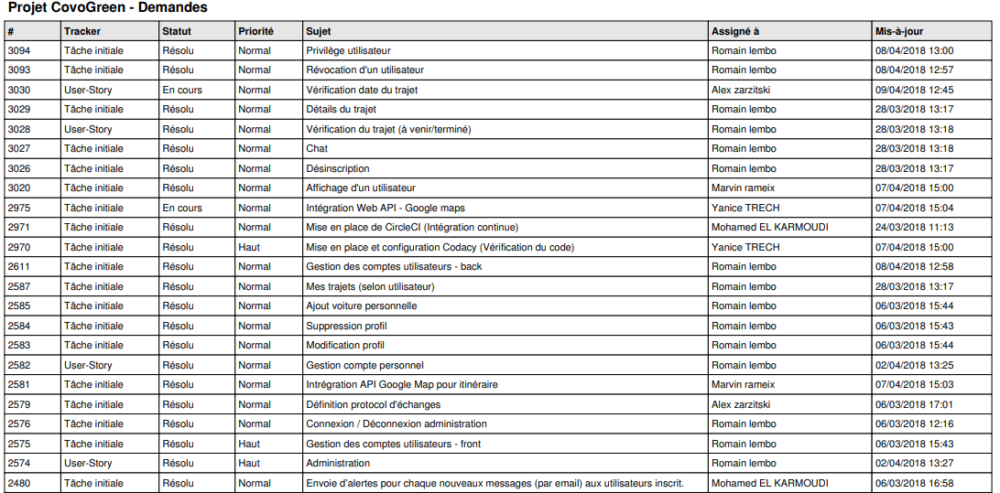 Projet CovoGreen - Demandes
# Tracker Statut Priorité Sujet Assigné à Mis-à-jour
3094 Tâche initiale Résolu Normal Privilège utilisateur Romain lembo 08/04/2018 13:00
3093 Tâche initiale Résolu Normal Révocation d'un utilisateur Romain lembo 08/04/2018 12:57
3030 User-Story En cours Normal Vérification date du trajet Alex zarzitski 09/04/2018 12:45
3029 Tâche initiale Résolu Normal Détails du trajet Romain lembo 28/03/2018 13:17
3028 User-Story Résolu Normal Vérification du trajet (à venir/terminé) Romain lembo 28/03/2018 13:18
3027 Tâche initiale Résolu Normal Chat Romain lembo 28/03/2018 13:18
3026 Tâche initiale Résolu Normal Désinscription Romain lembo 28/03/2018 13:17
3020 Tâche initiale Résolu Normal Affichage d'un utilisateur Marvin rameix 07/04/2018 15:00
2975 Tâche initiale En cours Normal Intégration Web API - Google maps Yanice TRECH 07/04/2018 15:04
2971 Tâche initiale Résolu Normal Mise en place de CircleCI (Intégration continue) Mohamed EL KARMOUDI 24/03/2018 11:13
2970 Tâche initiale Résolu Haut Mise en place et configuration Codacy (Vérification du code) Yanice TRECH 07/04/2018 15:00
2611 Tâche initiale Résolu Normal Gestion des comptes utilisateurs - back Romain lembo 08/04/2018 12:58
2587 Tâche initiale Résolu Normal Mes trajets (selon utilisateur) Romain lembo 28/03/2018 13:17
2585 Tâche initiale Résolu Normal Ajout voiture personnelle Romain lembo 06/03/2018 15:44
2584 Tâche initiale Résolu Normal Suppression profil Romain lembo 06/03/2018 15:43
2583 Tâche initiale Résolu Normal Modification profil Romain lembo 06/03/2018 15:44
2582 User-Story Résolu Normal Gestion compte personnel Romain lembo 02/04/2018 13:25
2581 Tâche initiale Résolu Normal Intrégration API Google Map pour itinéraire Marvin rameix 07/04/2018 15:03
2579 Tâche initiale Résolu Normal Définition protocol d'échanges Alex zarzitski 06/03/2018 17:01
2576 Tâche initiale Résolu Normal Connexion / Déconnexion administration Romain lembo 06/03/2018 12:16
2575 Tâche initiale Résolu Haut Gestion des comptes utilisateurs - front Romain lembo 06/03/2018 15:43
2574 User-Story Résolu Haut Administration Romain lembo 02/04/2018 13:27
2480 Tâche initiale Résolu Normal Envoie d'alertes pour chaque nouveaux messages (par email) aux utilisateurs inscrit. Mohamed EL KARMOUDI 06/03/2018 16:58